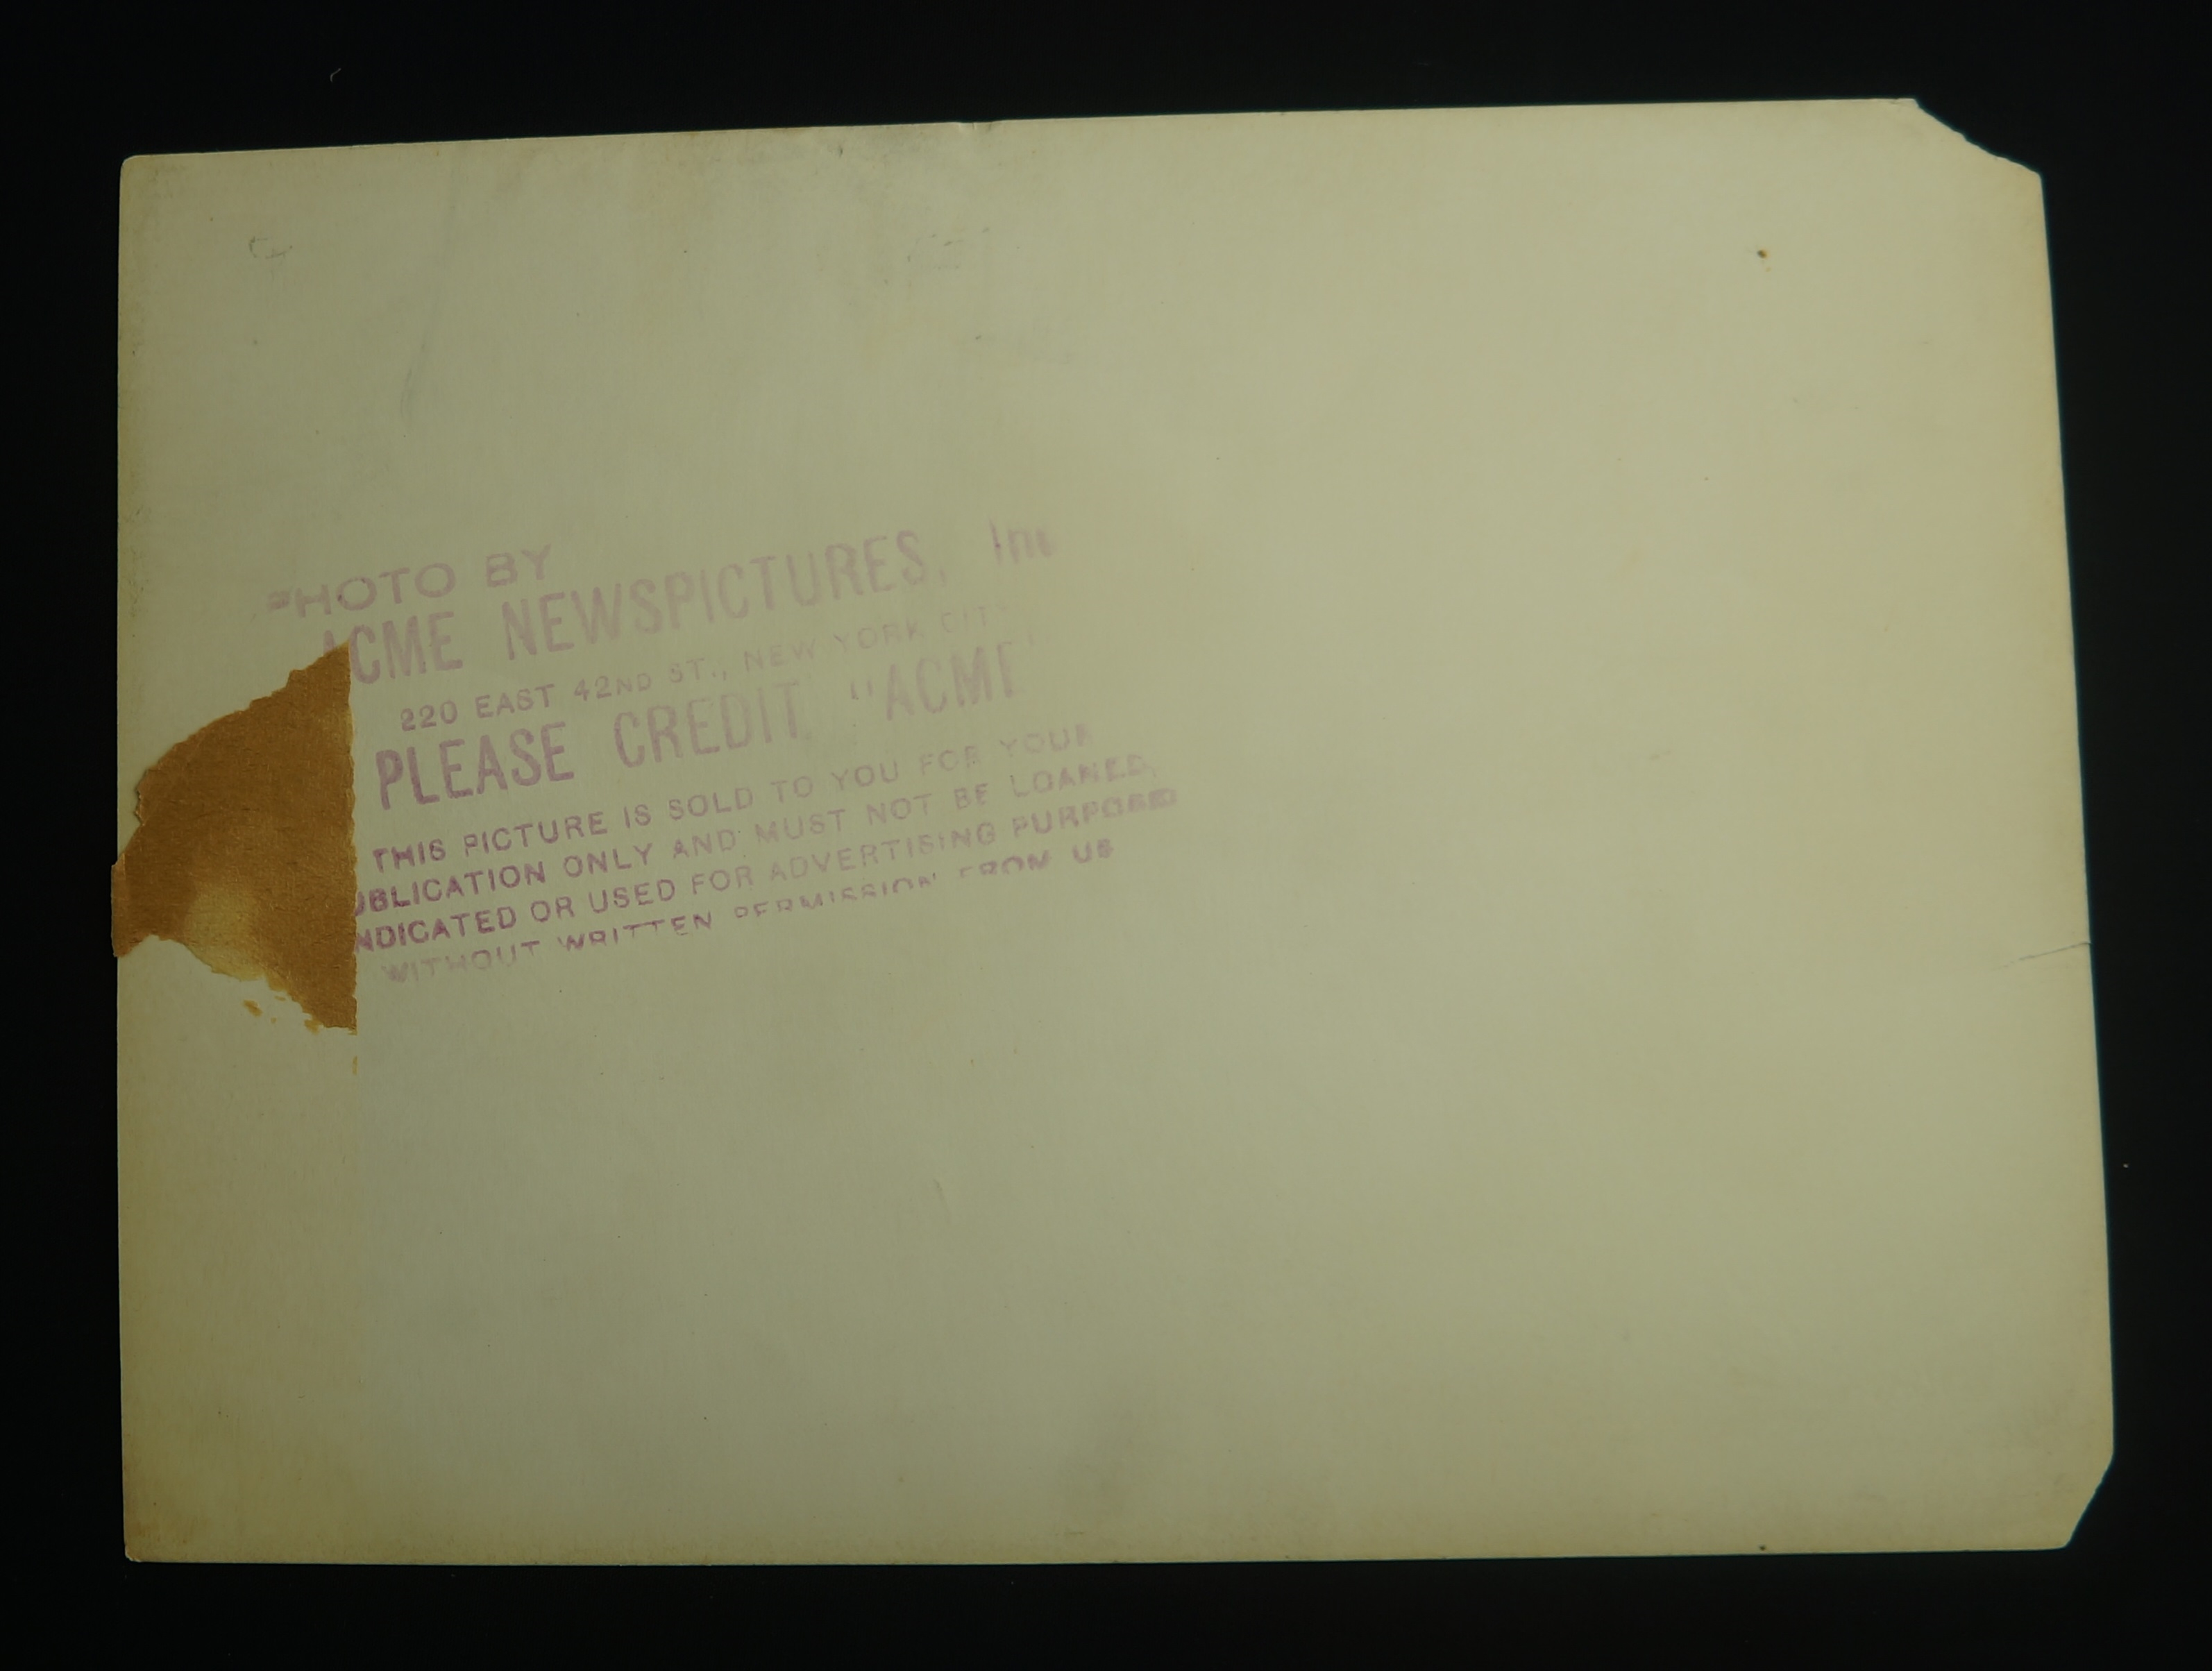 PHOTO BY
ACME NEWSPICTURES, Inc
220 EAST 42ND ST., NEW YORK CITY
PLEASE CREDIT "ACME
THIS PICTURE IS SOLD TO YOU FOR YOUR
UBLICATION ONLY AND MUST NOT BE LOANED,
NDICATED OR USED FOR ADVERTISING PURPOSES
WITHOUT WRITTEN PERMISSION FROM US